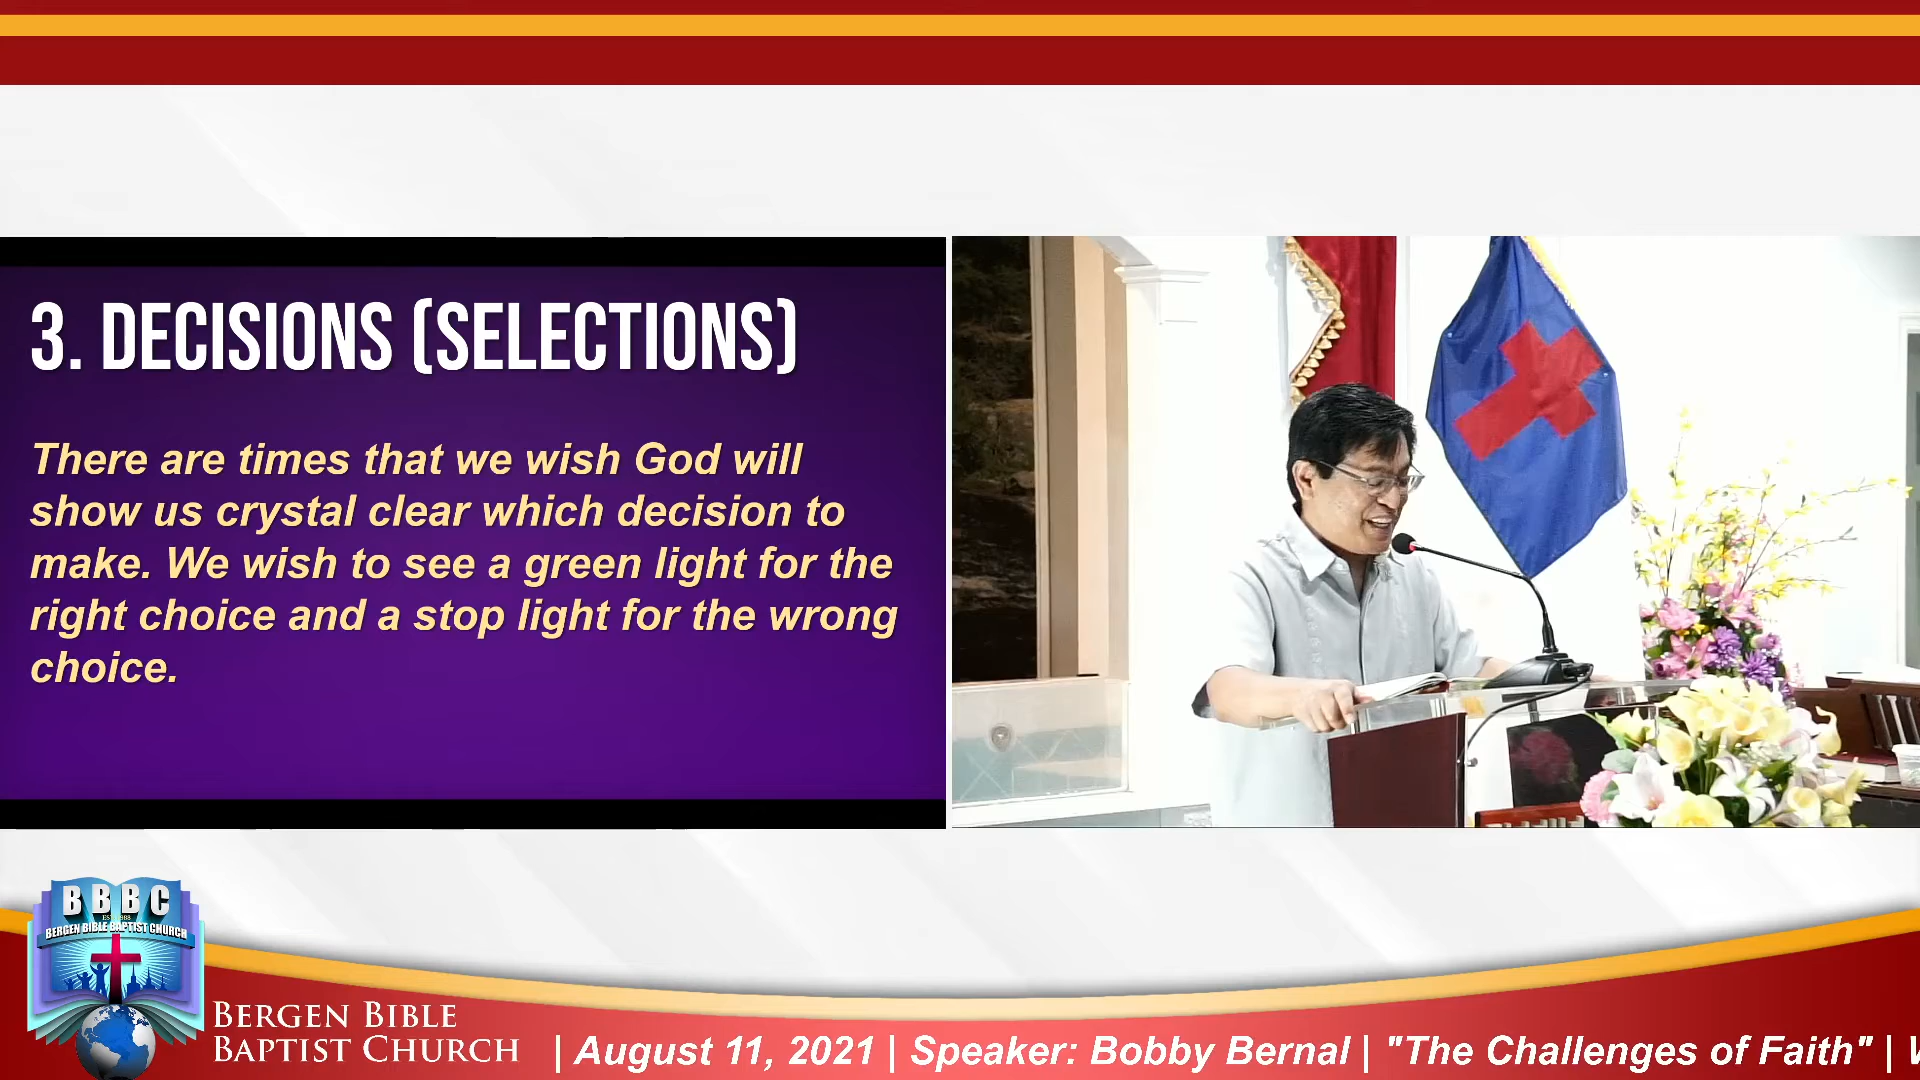 3. DECISIONS (SELECTIONS)
There are times that we wish God will
show us crystal clear which decision to
make. We wish to see a green light for the
right choice and a stop light for the wrong
choice.
B B B C
BERGEN BIBLE BAPTIST CHURCH
BERGEN BIBLE
BAPTIST CHURCH
| August 11, 2021 | Speaker: Bobby Bernal | "The Challenges of Faith" |